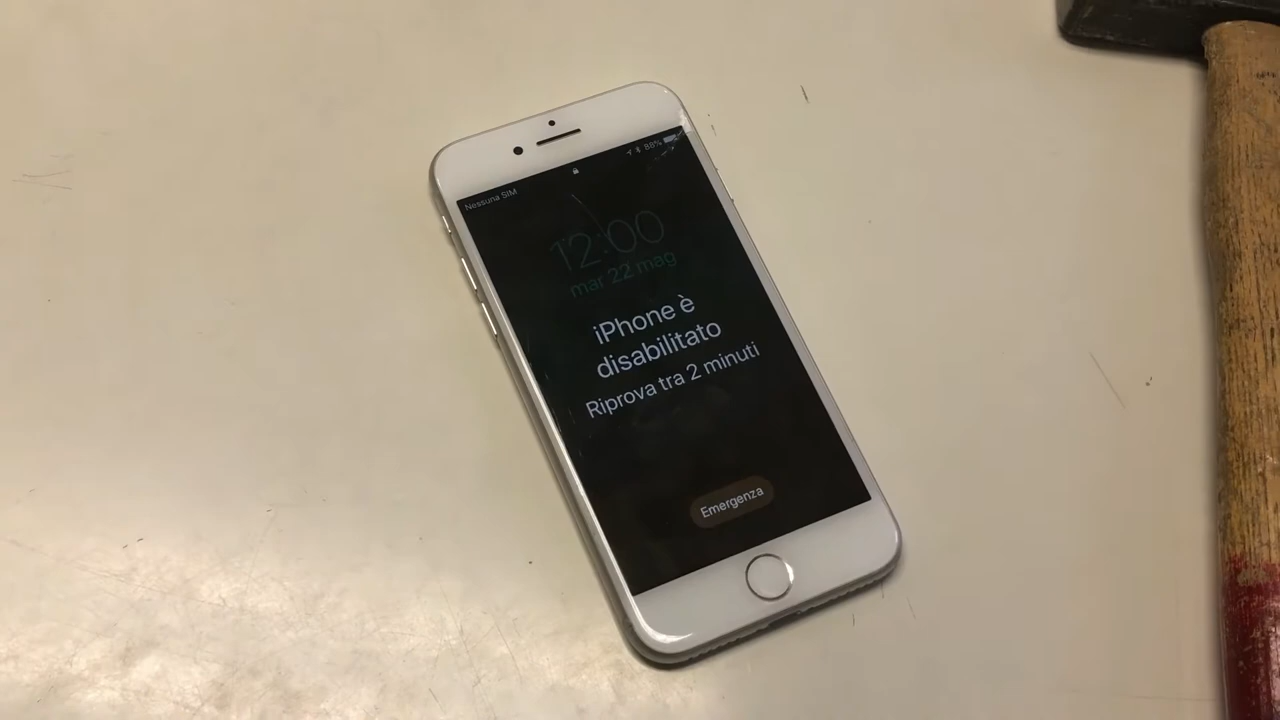 Nessuna SIM
88%
12:00
mar 22 mag
iPhone è
disabilitato
Riprova tra 2 minuti
Emergenza